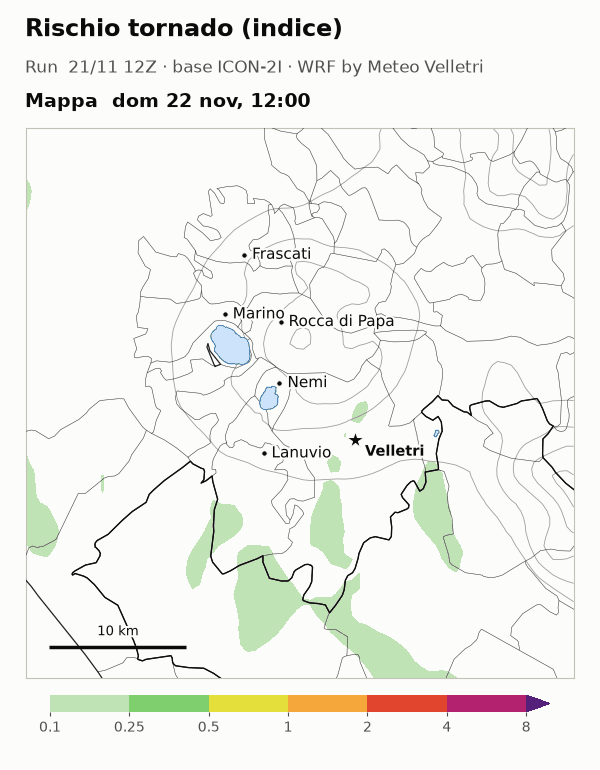 Rischio tornado (indice)
Run  21/11 12Z · base ICON-2I · WRF by Meteo Velletri
Mappa  dom 22 nov, 12:00
Frascati
Marino
Rocca di Papa
Nemi
Velletri
Lanuvio
10 km
0.1 0.25 0.5 1 2 4 8